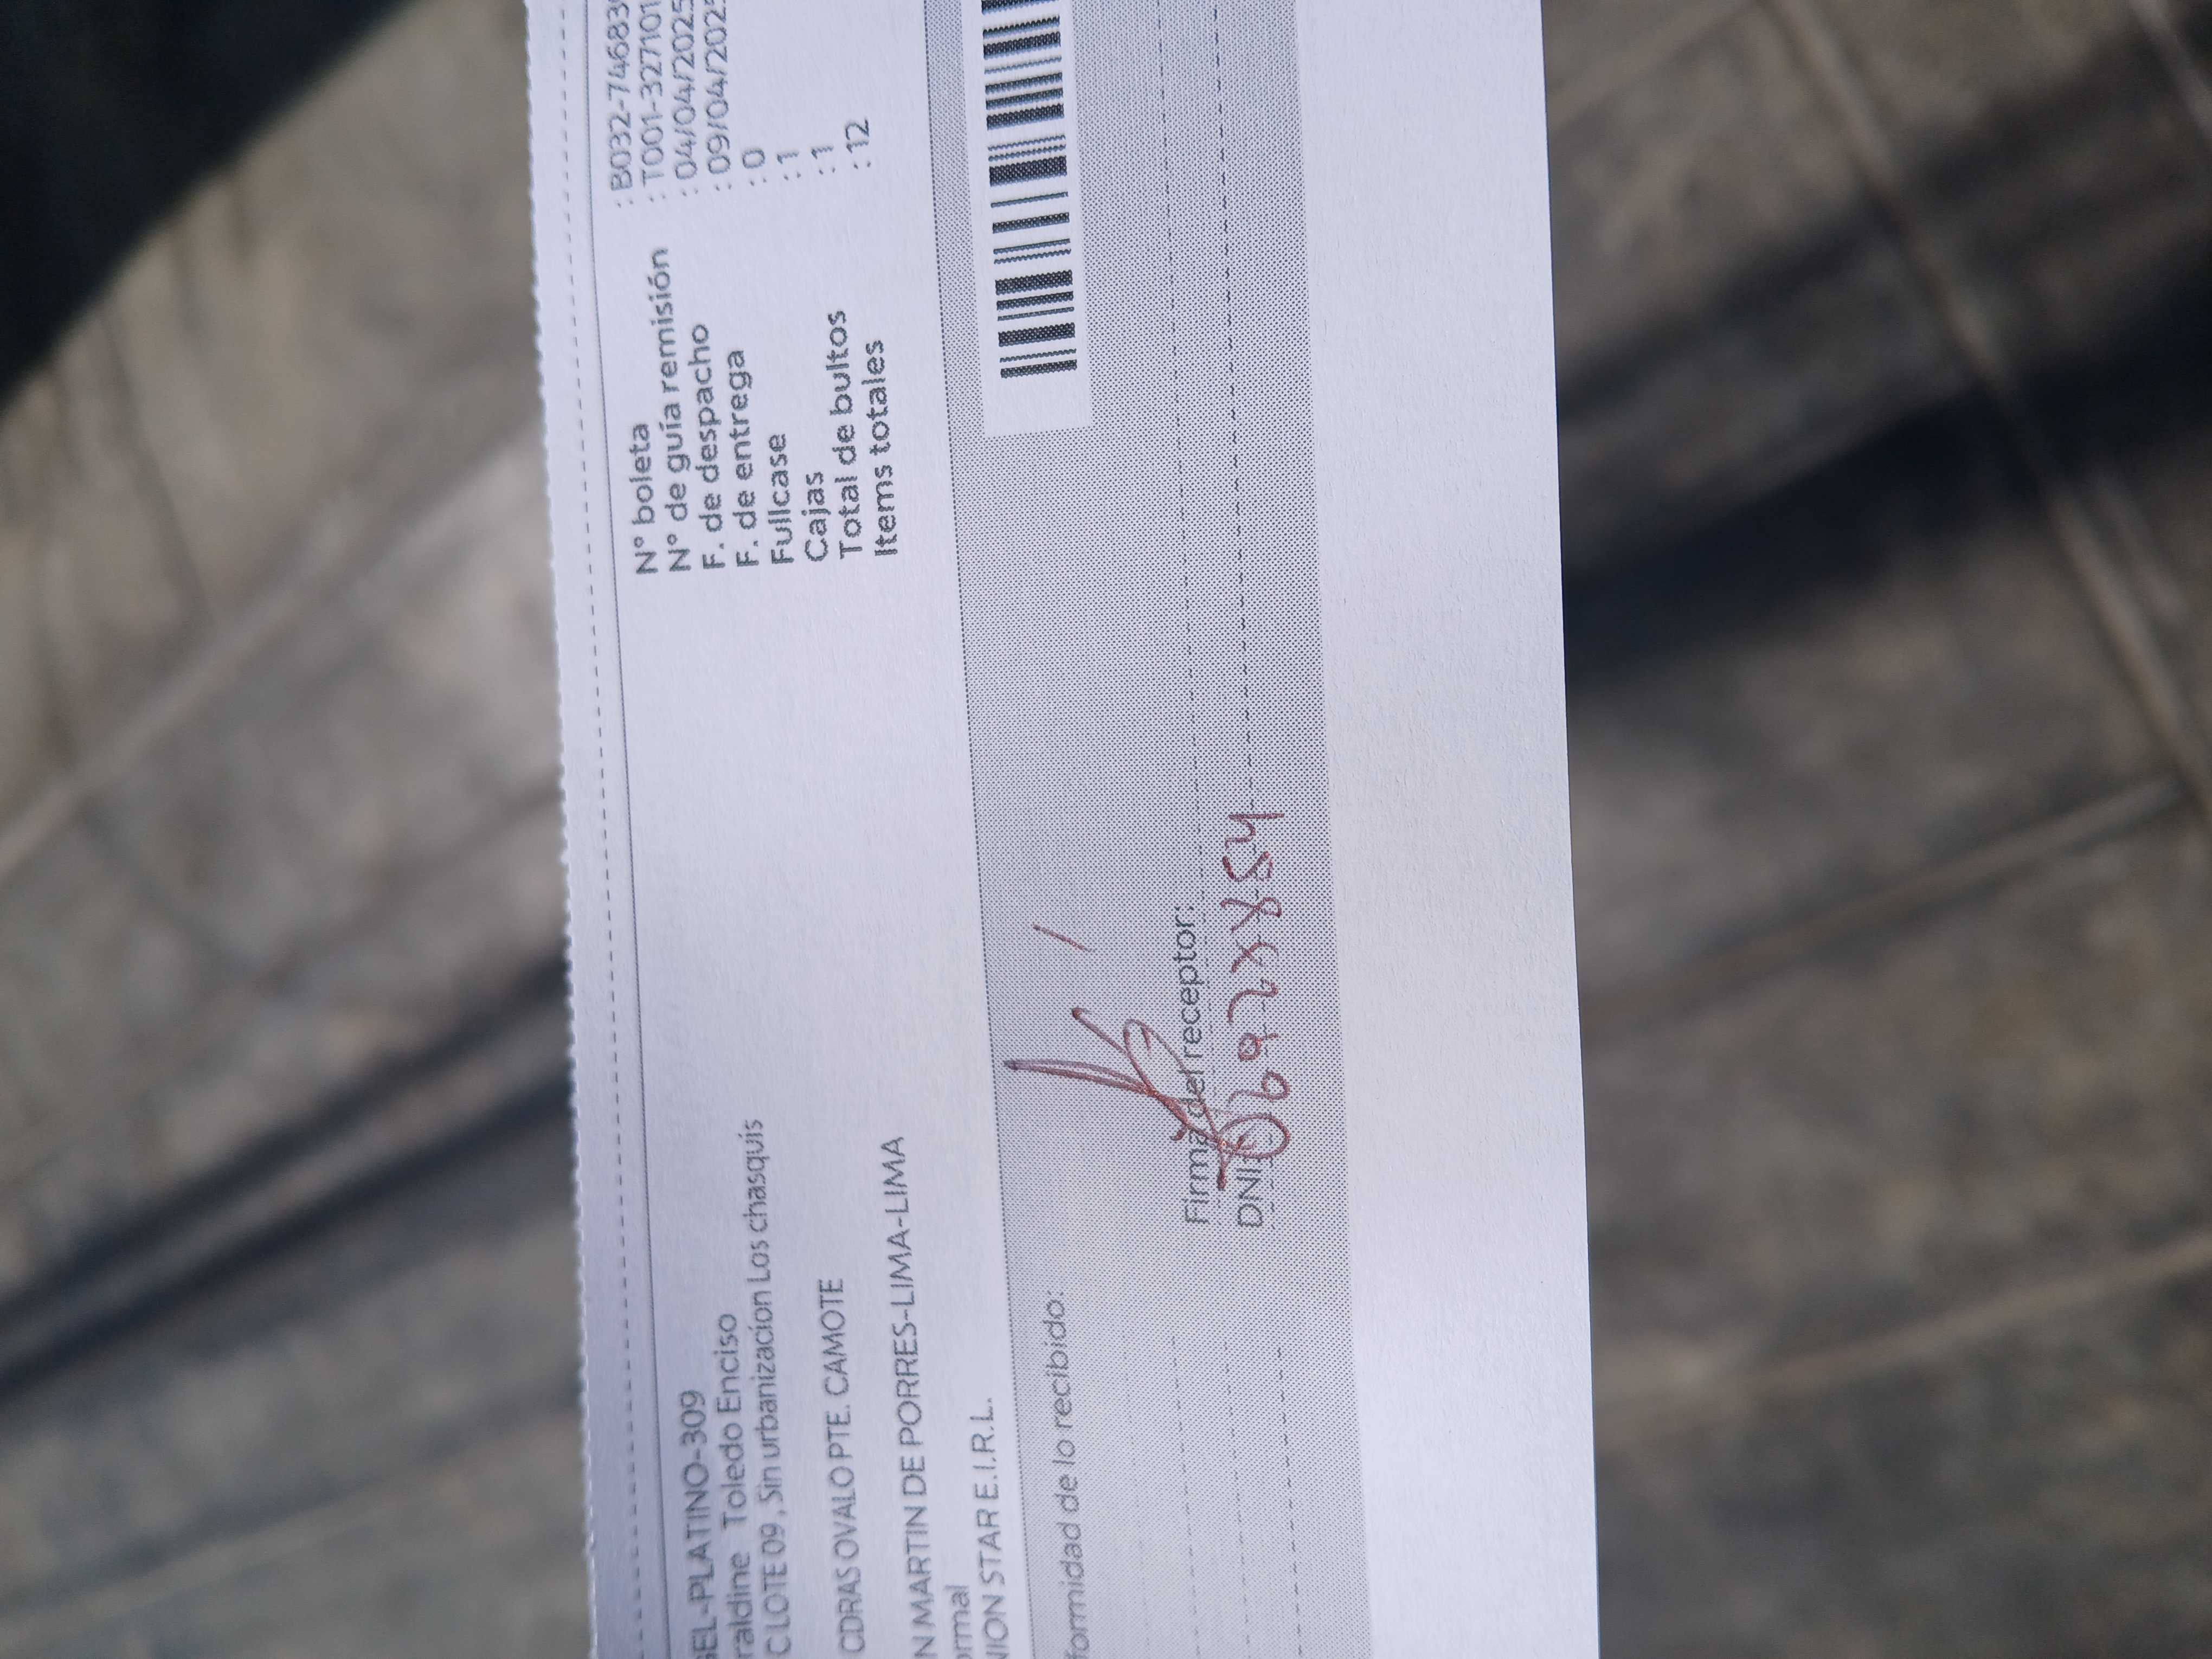 SEL-PLATINO-309
raldine Toledo Enciso
C LOTE 09 , Sin urbanizacion Los chasquis
CDRAS OVALO PTE. CAMOTE
N MARTIN DE PORRES-LIMA-LIMA
ormal
NION STAR E.I.R.L.
N° boleta : B032-746839
N° de guía remisión : T001-3271101
F. de despacho : 04/04/2025
F. de entrega : 09/04/2025
Fullcase : 0
Cajas : 1
Total de bultos : 1
Items totales : 12
formidad de lo recibido:
Firma del receptor:
DNI: